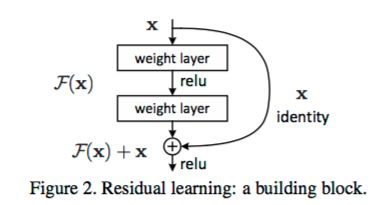 x
weight layer
F(x)
relu
weight layer
x
identity
F(x) + x
relu
Figure 2. Residual learning: a building block.